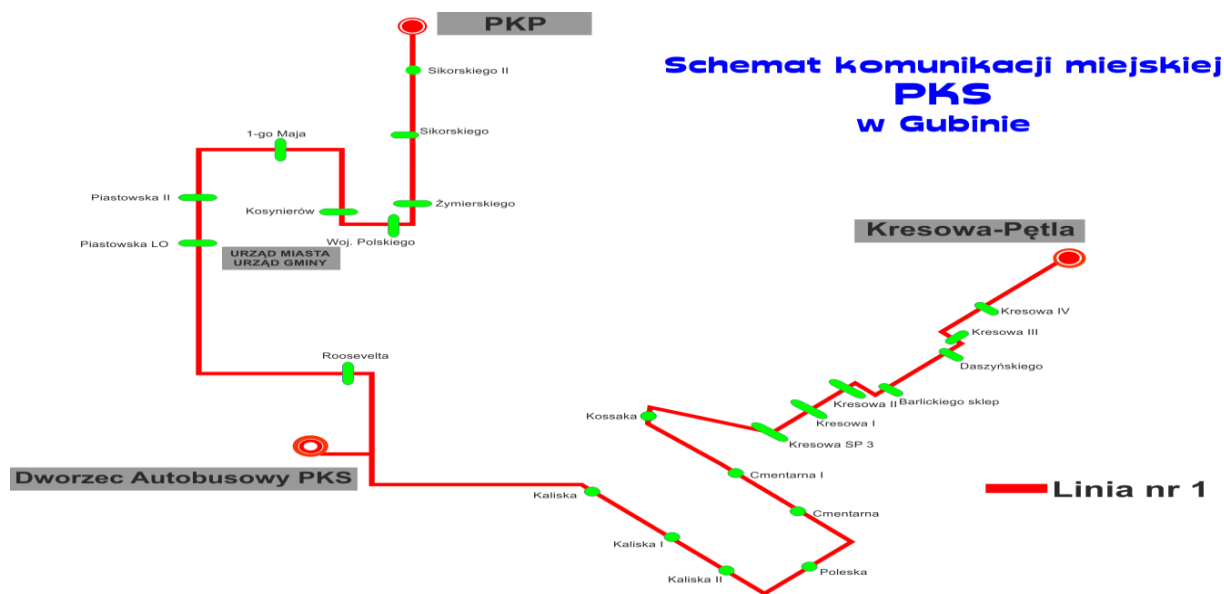 PKP
Schemat komunikacji miejskiej
PKS
w Gubinie
Sikorskiego II
Sikorskiego
1-go Maja
Piastowska II
Kosynierów
Żymierskiego
Woj. Polskiego
Piastowska LO
URZĄD MIASTA
URZĄD GMINY
Kresowa-Pętla
Kresowa IV
Kresowa III
Daszyńskiego
Roosevelta
Barlickiego sklep
Kresowa II
Kresowa I
Kossaka
Kresowa SP 3
Dworzec Autobusowy PKS
Cmentarna I
Linia nr 1
Kaliska
Cmentarna
Kaliska I
Kaliska II
Poleska